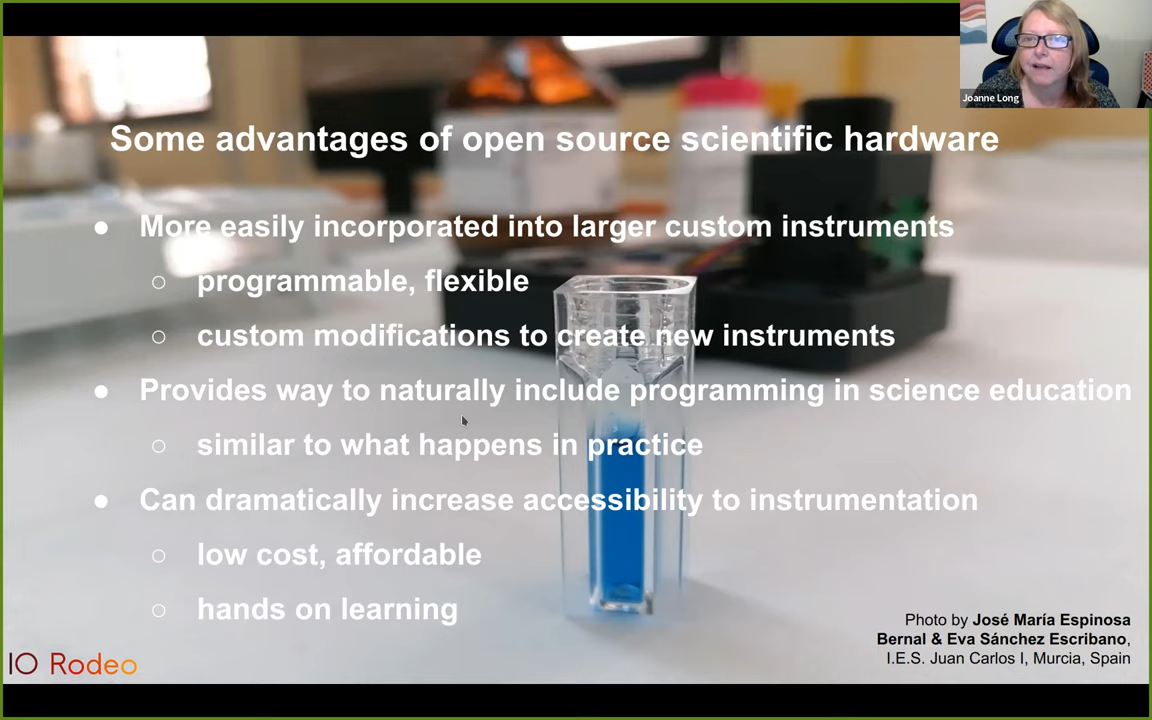 Joanne Long
Some advantages of open source scientific hardware
● More easily incorporated into larger custom instruments
○ programmable, flexible
○ custom modifications to create new instruments
● Provides way to naturally include programming in science education
○ similar to what happens in practice
● Can dramatically increase accessibility to instrumentation
○ low cost, affordable
○ hands on learning
Photo by José María Espinosa
Bernal & Eva Sánchez Escribano,
I.E.S. Juan Carlos I, Murcia, Spain
IO Rodeo